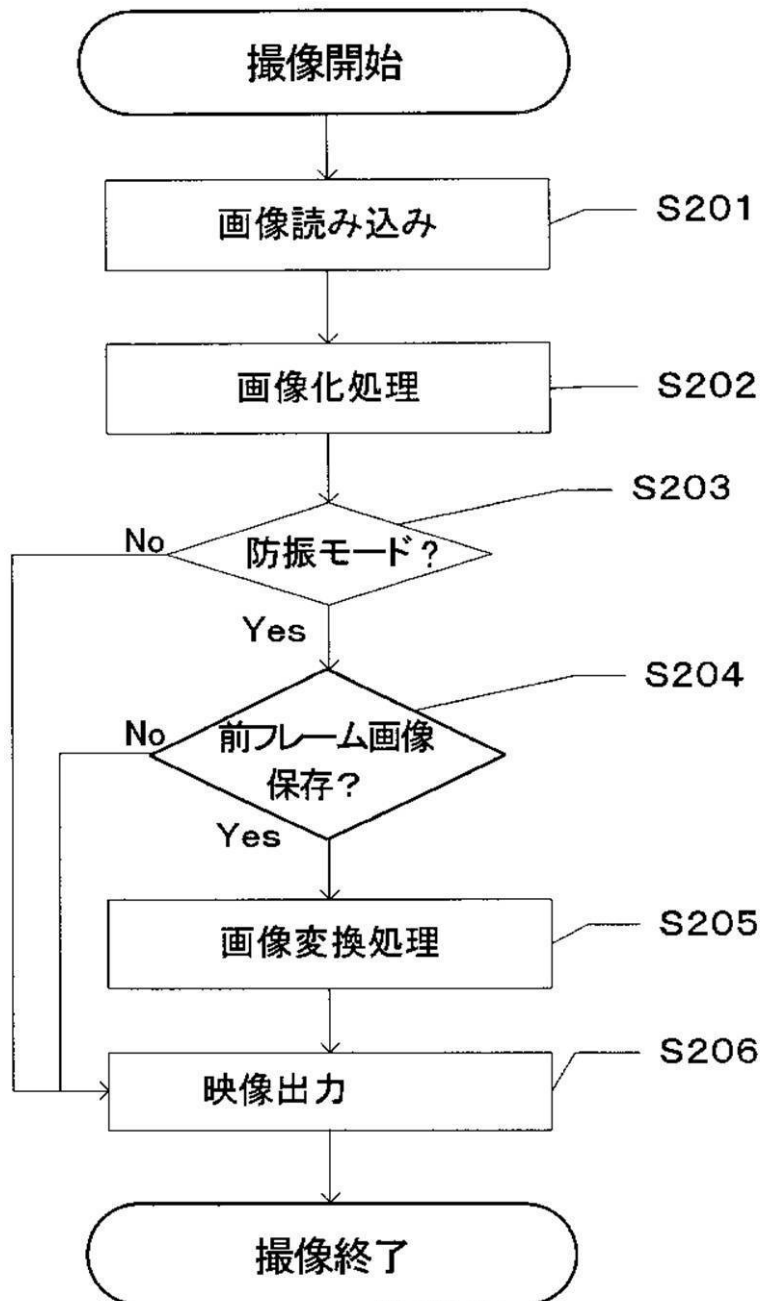 撮像開始
画像読み込み
S201
画像化処理
S202
S203
No
防振モード?
Yes
S204
No
前フレーム画像
保存?
Yes
画像変換処理
S205
映像出力
S206
撮像終了